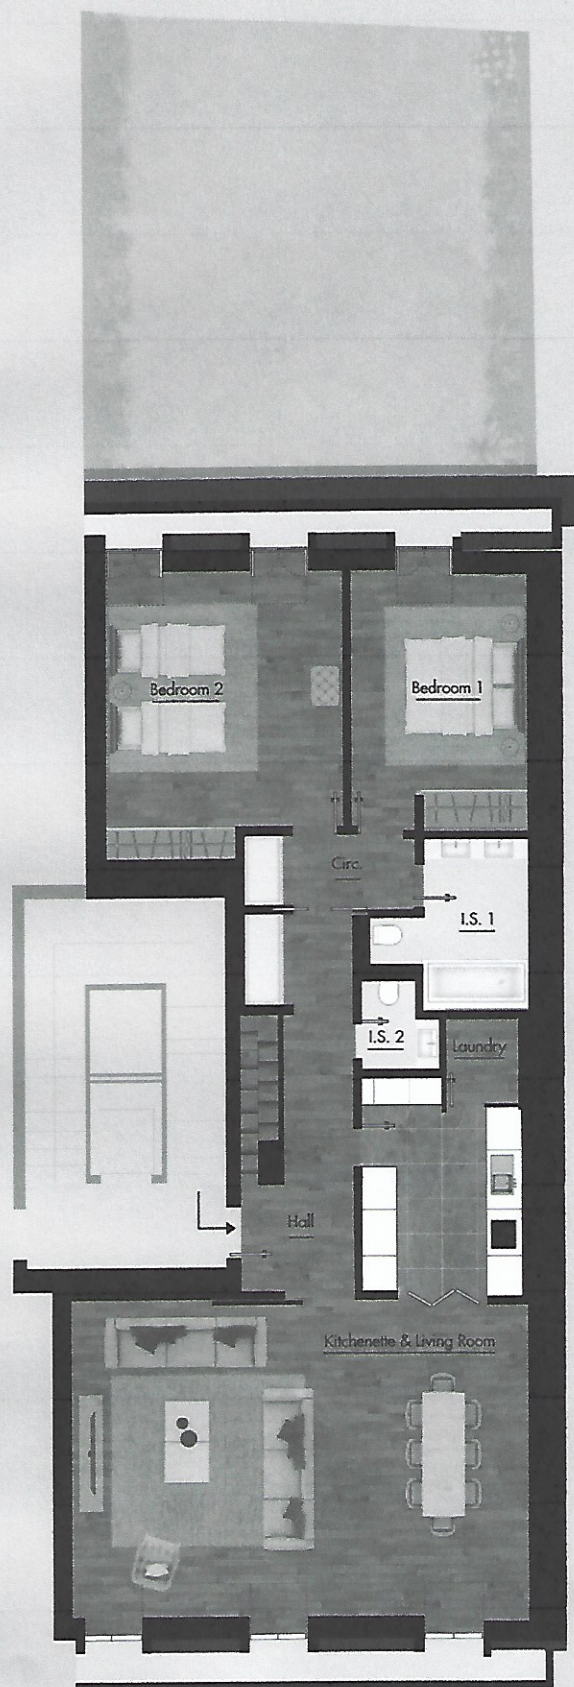 Bedroom 2
Bedroom 1
Circ.
I.S. 1
I.S. 2
Laundry
Hall
Kitchenette & Living Room